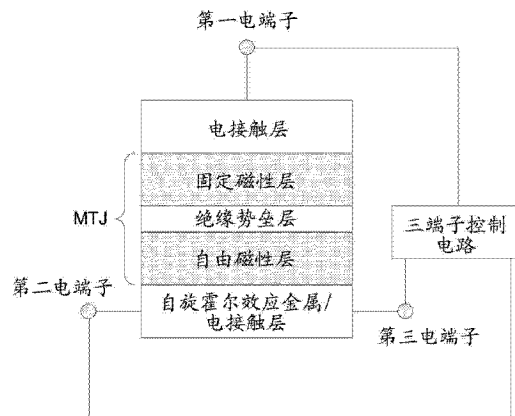 第一电端子
电接触层
固定磁性层
MTJ
绝缘势垒层
三端子控制
电路
自由磁性层
第二电端子
自旋霍尔效应金属/
电接触层
第三电端子